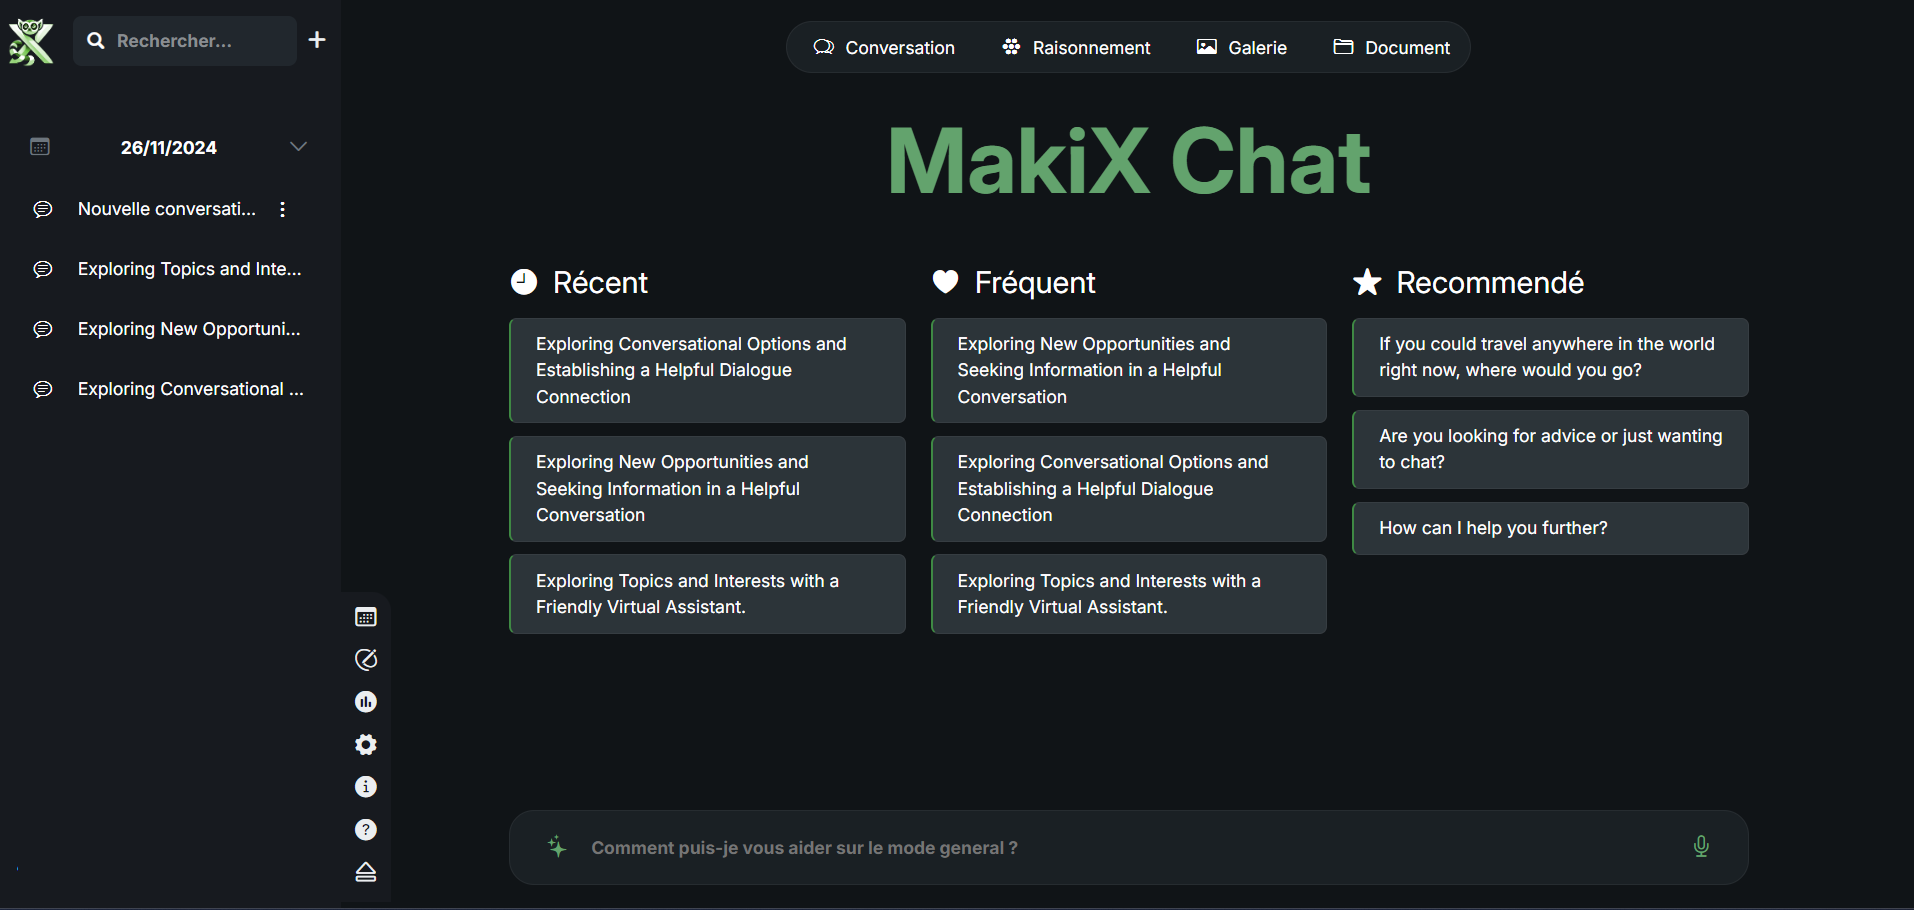 Rechercher...
26/11/2024
Nouvelle conversati...
Exploring Topics and Inte...
Exploring New Opportuni...
Exploring Conversational ...
Conversation
Raisonnement
Galerie
Document
MakiX Chat
Récent
Exploring Conversational Options and
Establishing a Helpful Dialogue
Connection
Exploring New Opportunities and
Seeking Information in a Helpful
Conversation
Exploring Topics and Interests with a
Friendly Virtual Assistant.
Fréquent
Exploring New Opportunities and
Seeking Information in a Helpful
Conversation
Exploring Conversational Options and
Establishing a Helpful Dialogue
Connection
Exploring Topics and Interests with a
Friendly Virtual Assistant.
Recommendé
If you could travel anywhere in the world
right now, where would you go?
Are you looking for advice or just wanting
to chat?
How can I help you further?
Comment puis-je vous aider sur le mode general ?